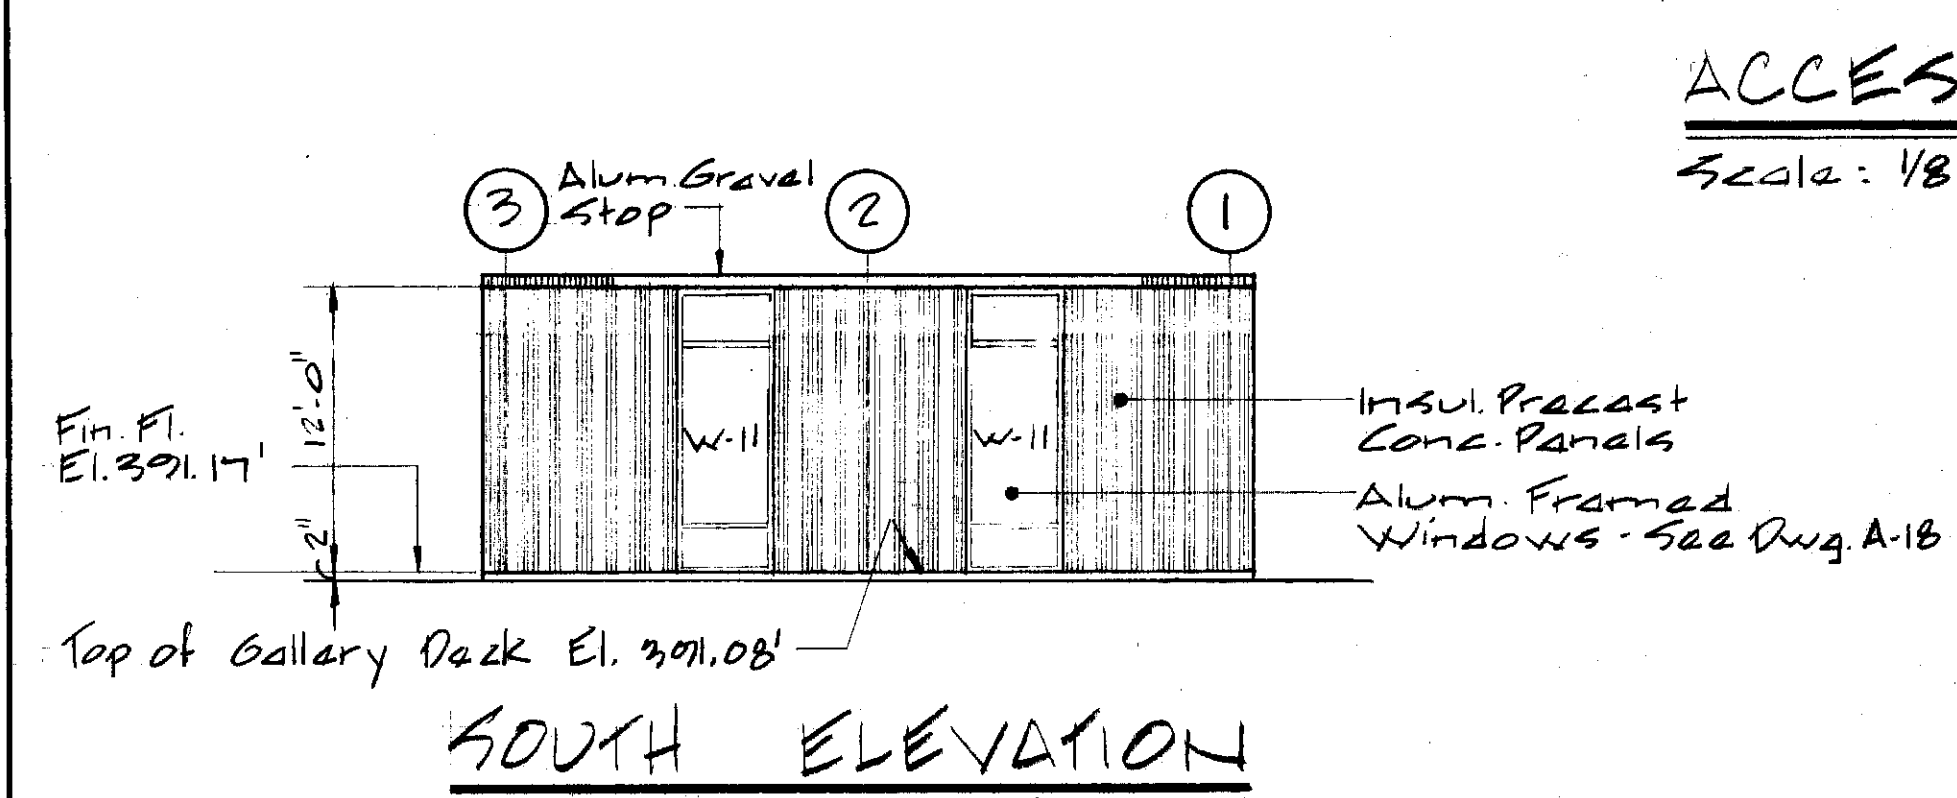 ACCES
Scale: 1/8
3
Alum. Gravel
Stop
2
1
12'-0"
Fin. Fl.
El. 391.17'
2"
W-11
W-11
Insul. Precast
Conc. Panels
Alum. Framed
Windows - See Dwg. A-18
Top of Gallery Deck El. 391.08'
SOUTH ELEVATION